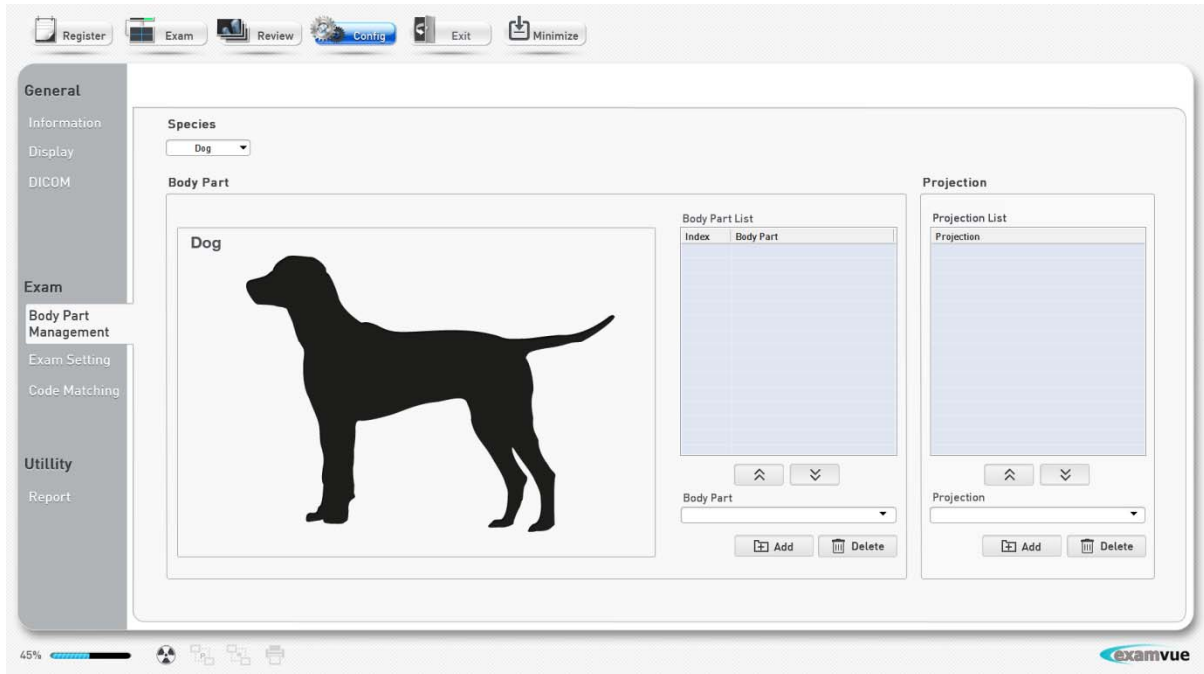 Register Exam Review Config Exit Minimize
General
Information
Display
DICOM
Exam
Body Part
Management
Exam Setting
Code Matching
Utillity
Report
Species
Dog
Body Part
Dog
Body Part List
Index Body Part
Body Part
Add Delete
Projection
Projection List
Projection
Projection
Add Delete
45%
examvue